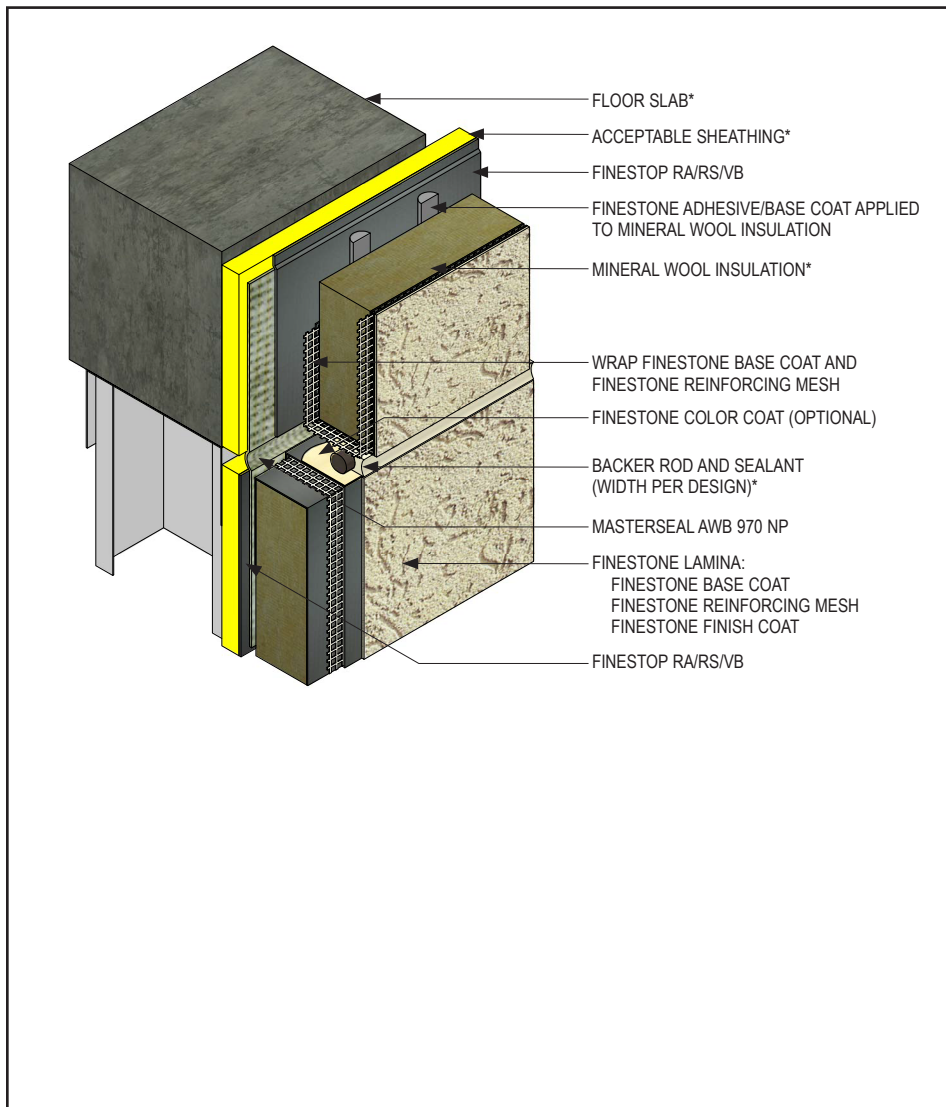 FLOOR SLAB*
ACCEPTABLE SHEATHING*
FINESTOP RA/RS/VB
FINESTONE ADHESIVE/BASE COAT APPLIED
TO MINERAL WOOL INSULATION
MINERAL WOOL INSULATION*
WRAP FINESTONE BASE COAT AND
FINESTONE REINFORCING MESH
FINESTONE COLOR COAT (OPTIONAL)
BACKER ROD AND SEALANT
(WIDTH PER DESIGN)*
MASTERSEAL AWB 970 NP
FINESTONE LAMINA:
FINESTONE BASE COAT
FINESTONE REINFORCING MESH
FINESTONE FINISH COAT
FINESTOP RA/RS/VB